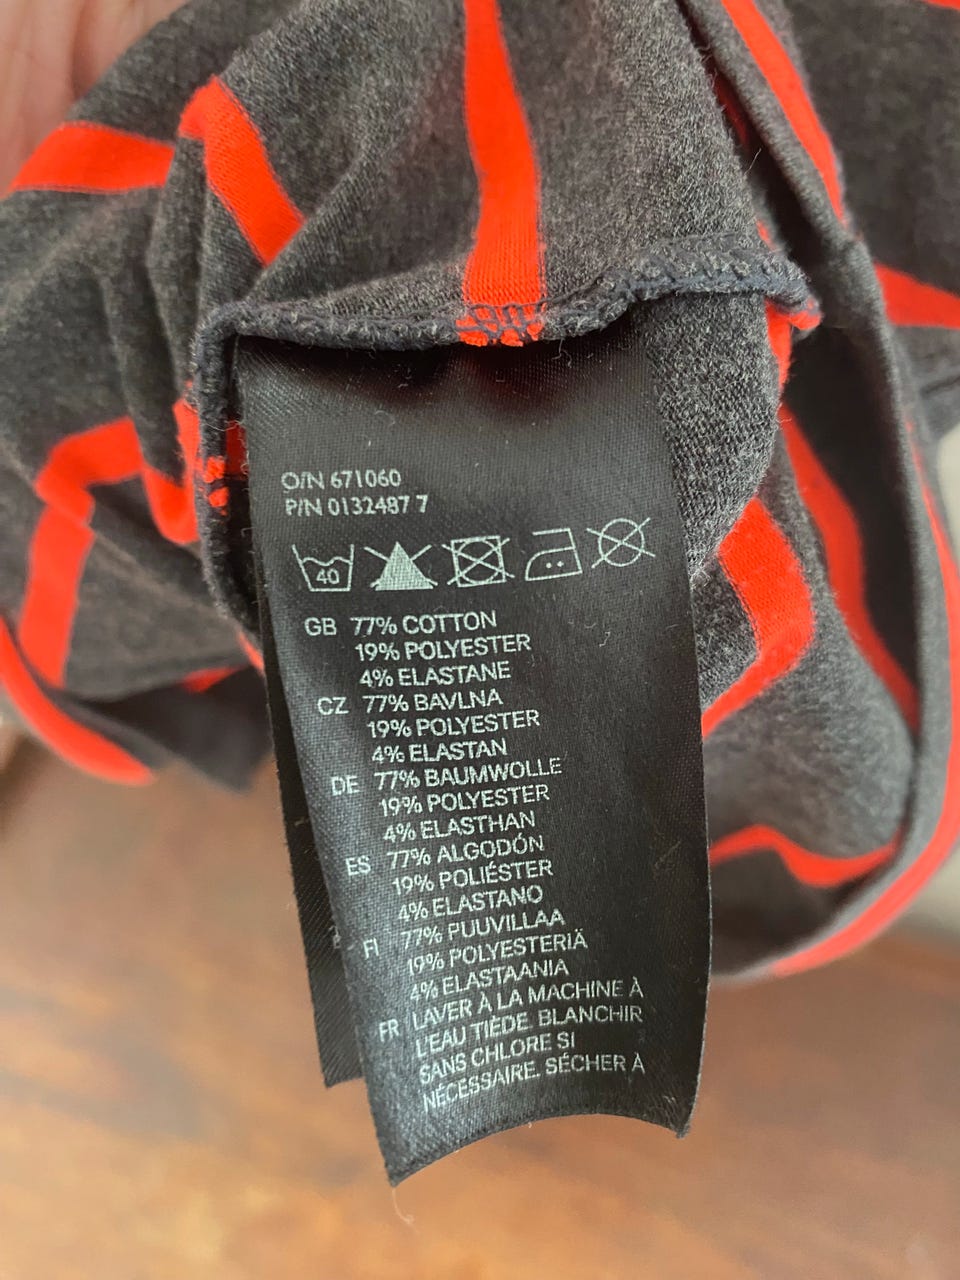 O/N 671060
P/N 0132487 7
40
GB 77% COTTON
19% POLYESTER
4% ELASTANE
CZ 77% BAVLNA
19% POLYESTER
4% ELASTAN
DE 77% BAUMWOLLE
19% POLYESTER
4% ELASTHAN
ES 77% ALGODÓN
19% POLIÉSTER
4% ELASTANO
FI 77% PUUVILLAA
19% POLYESTERIÄ
4% ELASTAANIA
FR LAVER À LA MACHINE À
L'EAU TIÈDE. BLANCHIR
SANS CHLORE SI
NÉCESSAIRE. SÉCHER À